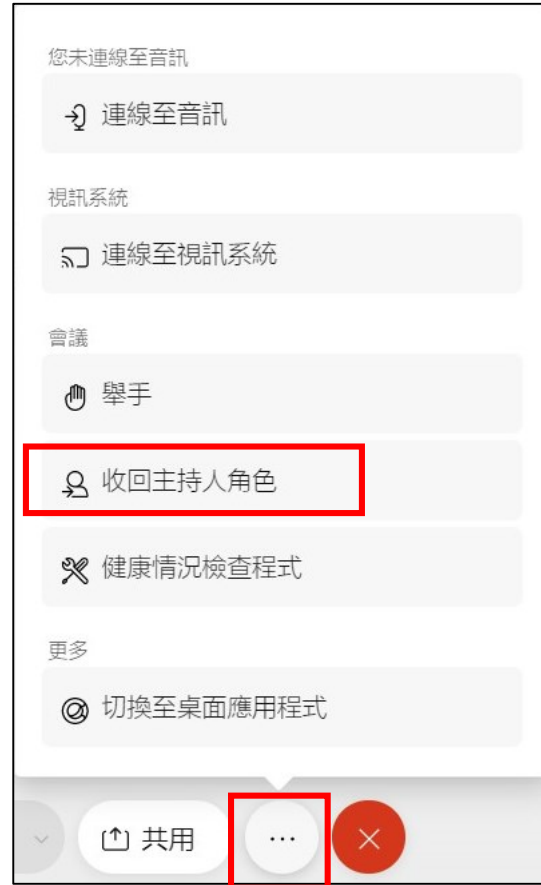 您未連線至音訊
連線至音訊
視訊系統
連線至視訊系統
會議
舉手
收回主持人角色
健康情況檢查程式
更多
切換至桌面應用程式
共用